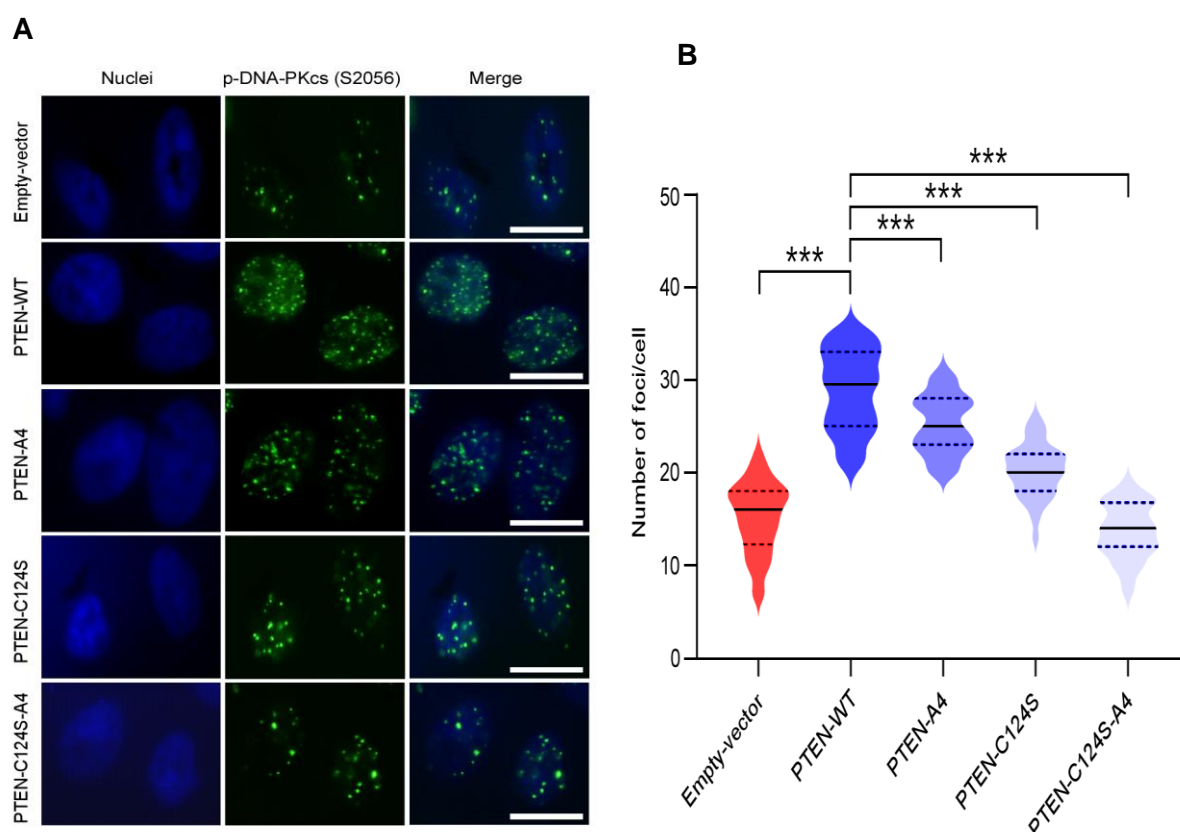 A
Nuclei p-DNA-PKcs (S2056) Merge
Empty-vector
PTEN-WT
PTEN-A4
PTEN-C124S
PTEN-C124S-A4
B
***
***
***
***
Number of foci/cell
50
40
30
20
10
0
Empty-vector
PTEN-WT
PTEN-A4
PTEN-C124S
PTEN-C124S-A4